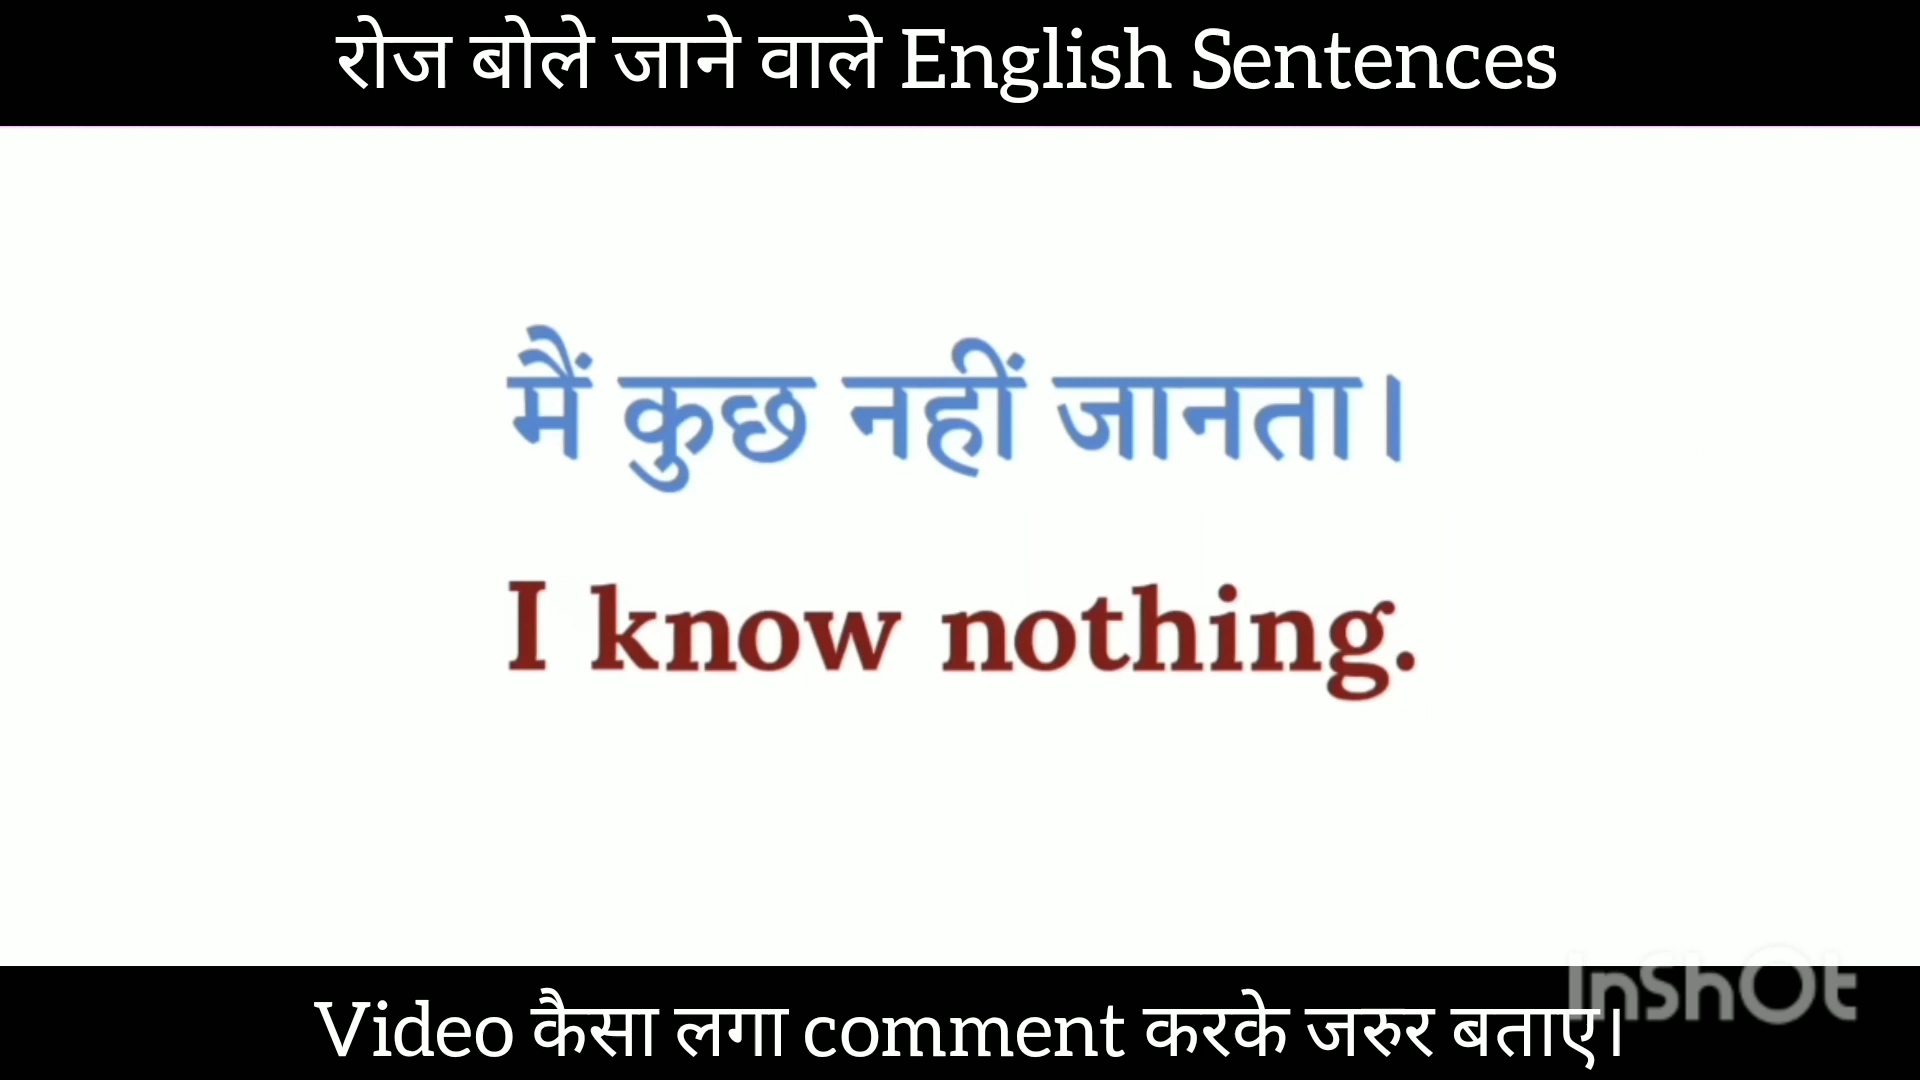 रोज बोले जाने वाले English Sentences
मैं कुछ नहीं जानता।
I know nothing.
InShOt
Video कैसा लगा comment करके जरुर बताए।